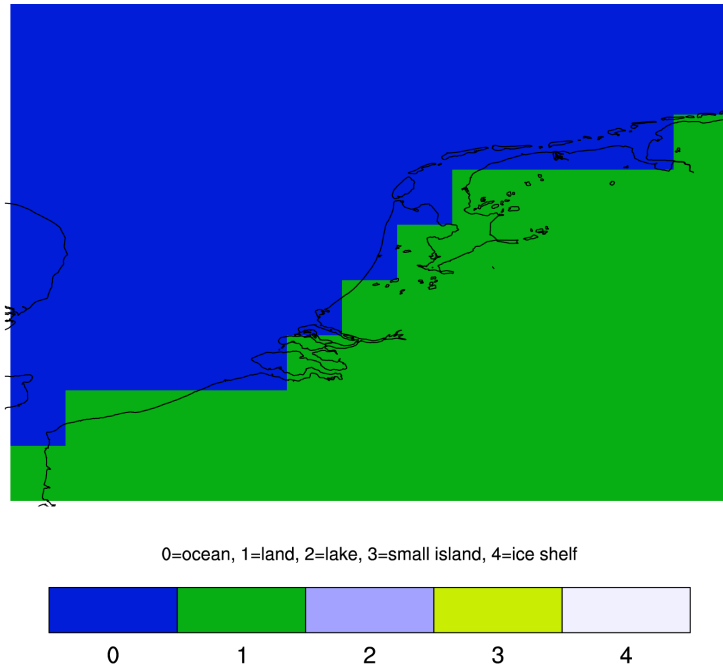 0=ocean, 1=land, 2=lake, 3=small island, 4=ice shelf
0 1 2 3 4